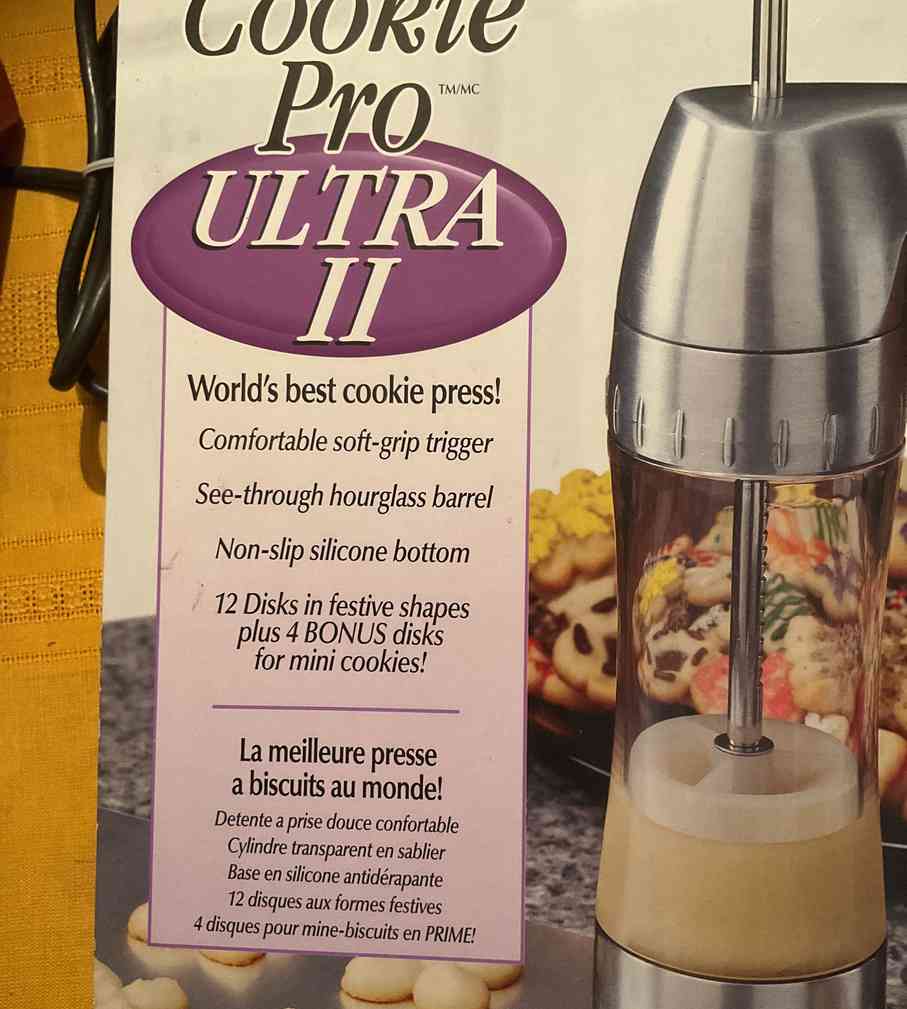 Cookie
Pro TM/MC
ULTRA
II
World's best cookie press!
Comfortable soft-grip trigger
See-through hourglass barrel
Non-slip silicone bottom
12 Disks in festive shapes
plus 4 BONUS disks
for mini cookies!
La meilleure presse
a biscuits au monde!
Detente a prise douce confortable
Cylindre transparent en sablier
Base en silicone antidérapante
12 disques aux formes festives
4 disques pour mine-biscuits en PRIME!